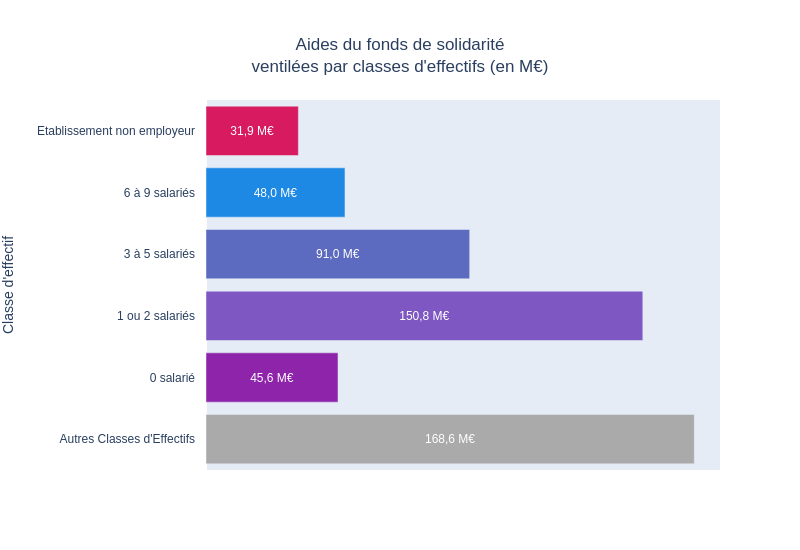 Aides du fonds de solidarité
ventilées par classes d'effectifs (en M€)
Classe d'effectif
Etablissement non employeur
31,9 M€
6 à 9 salariés
48,0 M€
3 à 5 salariés
91,0 M€
1 ou 2 salariés
150,8 M€
0 salarié
45,6 M€
Autres Classes d'Effectifs
168,6 M€